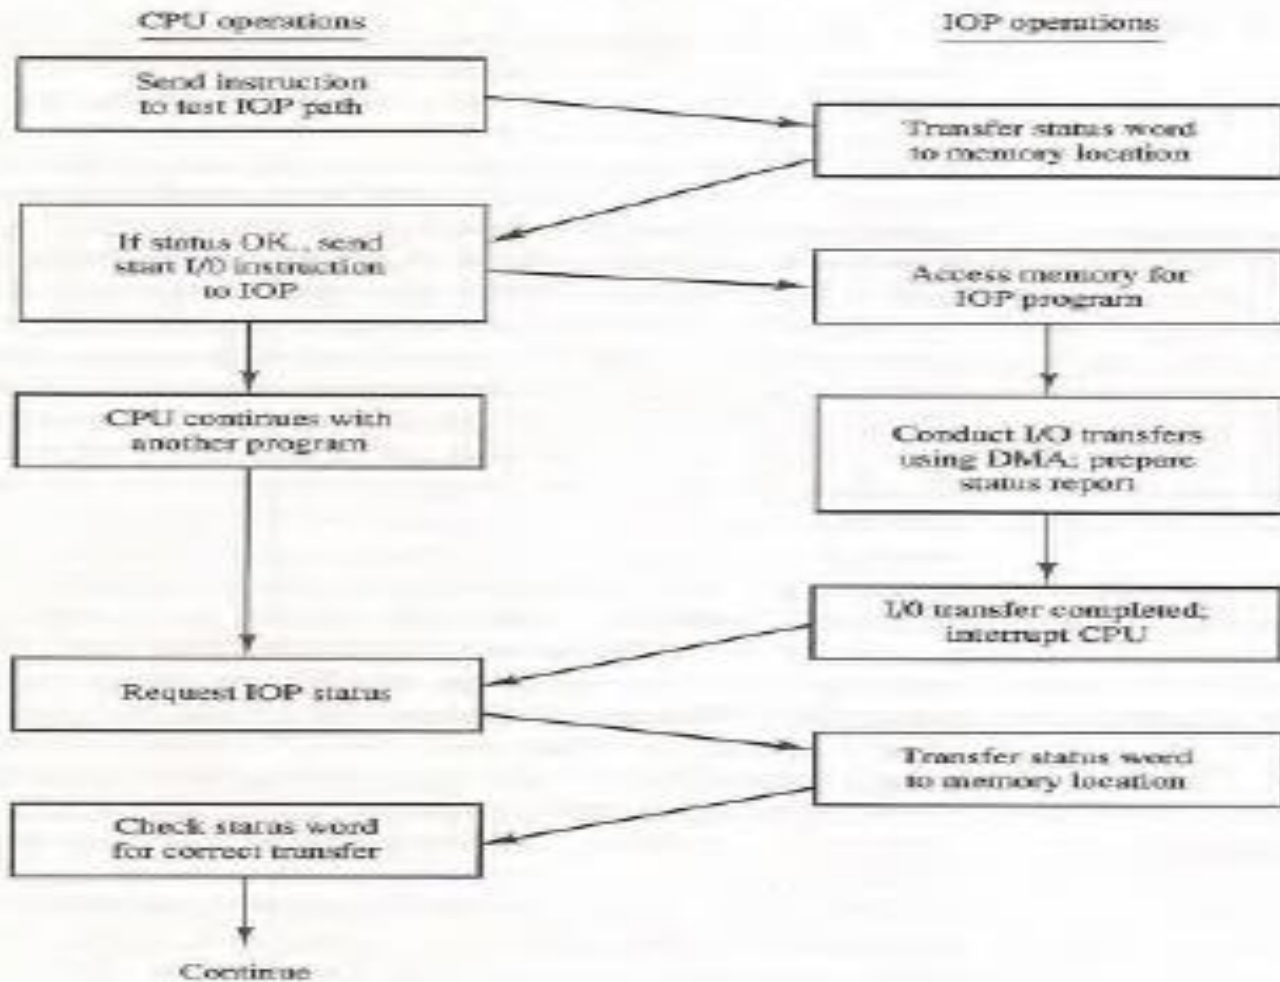 CPU operations
IOP operations
Send instruction
to test IOP path
Transfer status word
to memory location
If status OK., send
start I/O instruction
to IOP
Access memory for
IOP program
CPU continues with
another program
Conduct I/O transfers
using DMA; prepare
status report
I/0 transfer completed;
interrupt CPU
Request IOP status
Transfer status word
to memory location
Check status word
for correct transfer
Continue